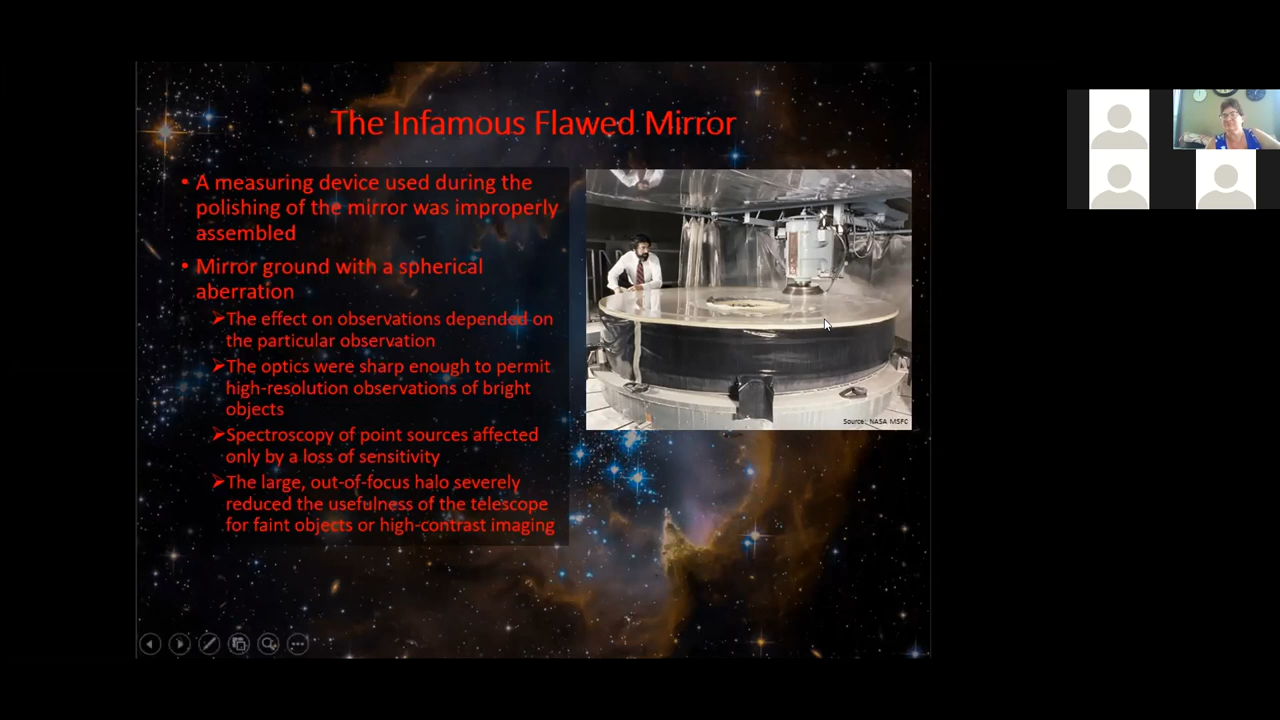 The Infamous Flawed Mirror
• A measuring device used during the
polishing of the mirror was improperly
assembled
• Mirror ground with a spherical
aberration
➢The effect on observations depended on
the particular observation
➢The optics were sharp enough to permit
high-resolution observations of bright
objects
➢Spectroscopy of point sources affected
only by a loss of sensitivity
➢The large, out-of-focus halo severely
reduced the usefulness of the telescope
for faint objects or high-contrast imaging
Source: NASA MSFC